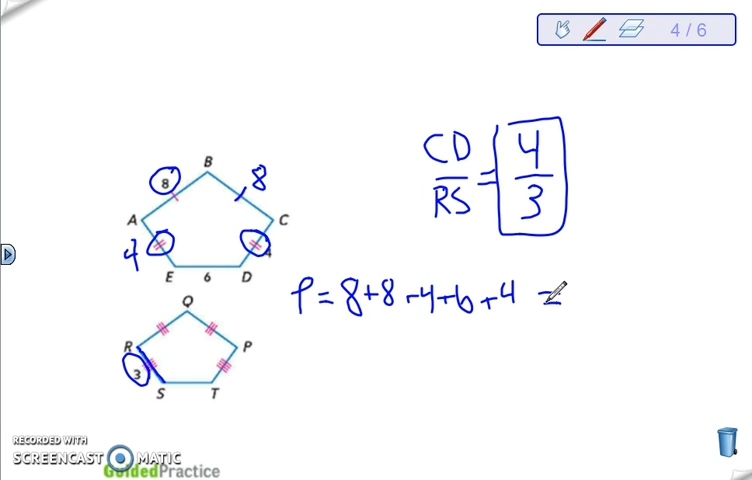 4 / 6
CD
RS
=
4
3
B
8
8
A
C
4
4
E
6
D
P = 8 + 8 + 4 + 6 + 4 =
Q
R
P
3
S
T
RECORDED WITH
SCREENCAST MATIC
GuidedPractice